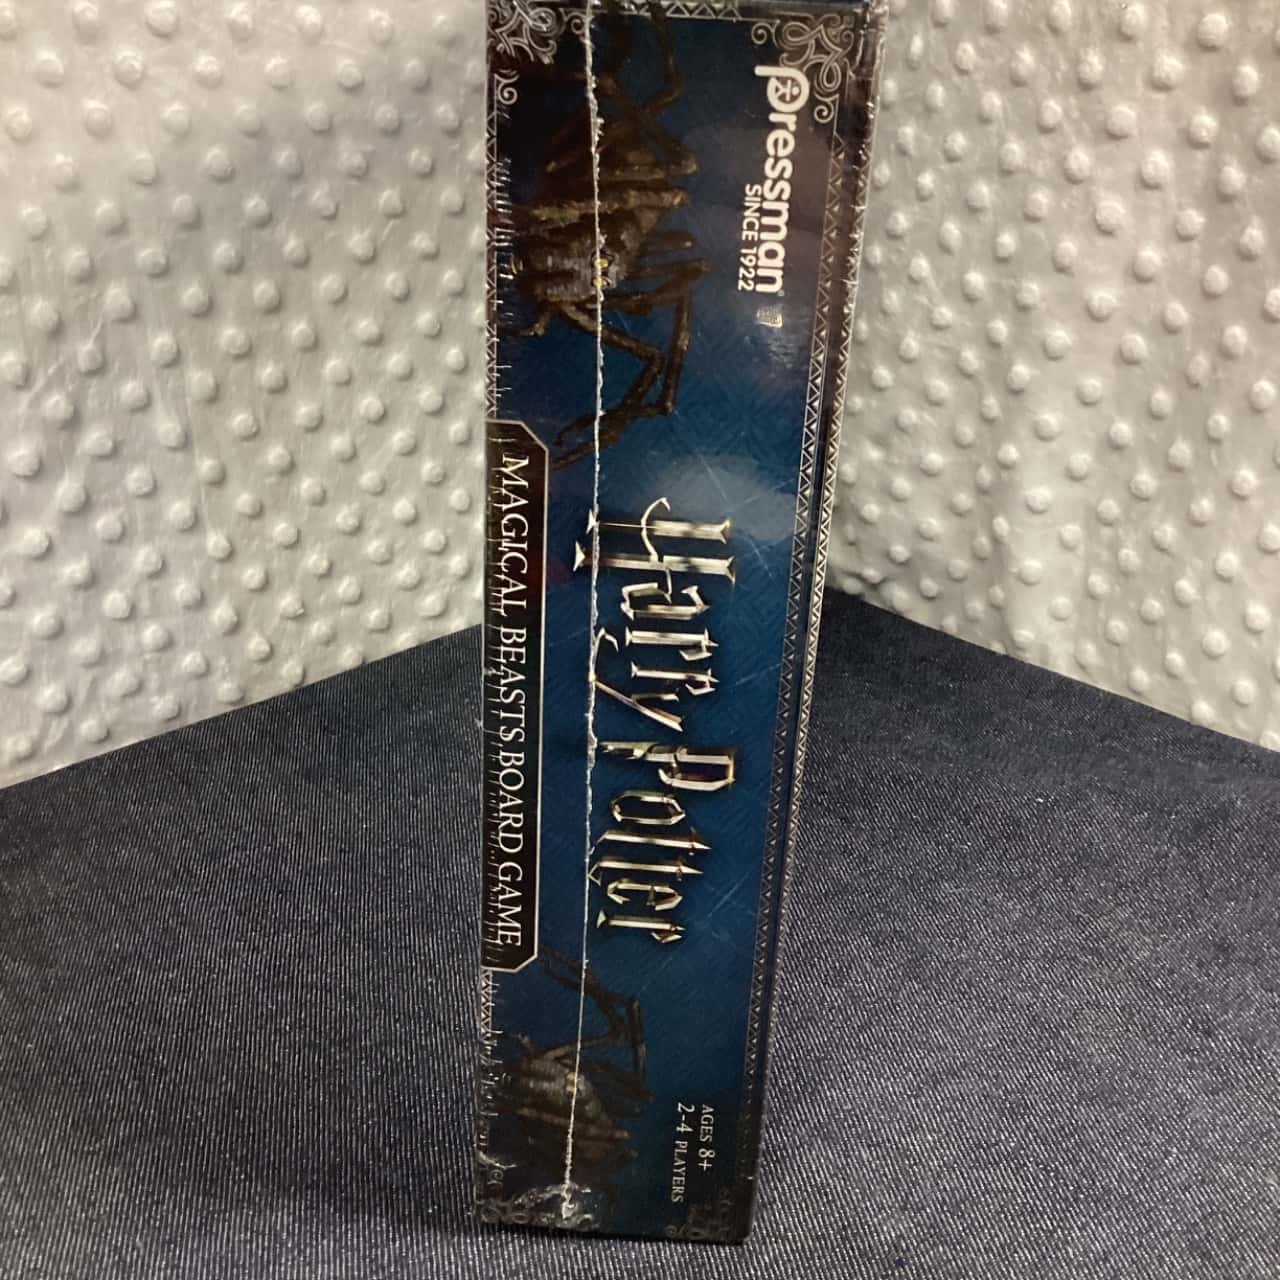 Pressman
SINCE 1922
Harry Potter
MAGICAL BEASTS BOARD GAME
AGES 8+
2-4 PLAYERS